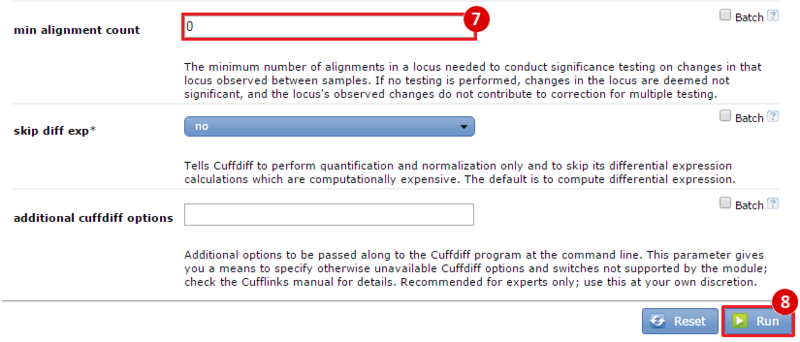 7
Batch ?
min alignment count
0
The minimum number of alignments in a locus needed to conduct significance testing on changes in that
locus observed between samples. If no testing is performed, changes in the locus are deemed not
significant, and the locus's observed changes do not contribute to correction for multiple testing.
Batch ?
skip diff exp*
no
Tells Cuffdiff to perform quantification and normalization only and to skip its differential expression
calculations which are computationally expensive. The default is to compute differential expression.
Batch ?
additional cuffdiff options
Additional options to be passed along to the Cuffdiff program at the command line. This parameter gives
you a means to specify otherwise unavailable Cuffdiff options and switches not supported by the module;
check the Cufflinks manual for details. Recommended for experts only; use this at your own discretion.
8
Reset Run